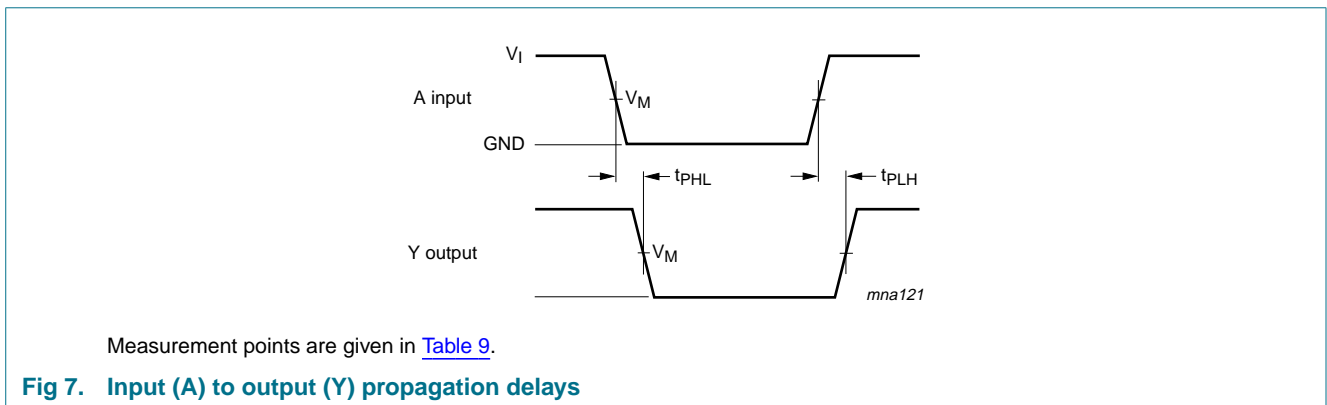 V_I
A input
V_M
GND
t_PHL
t_PLH
Y output
V_M
mna121
Measurement points are given in Table 9.
Fig 7. Input (A) to output (Y) propagation delays